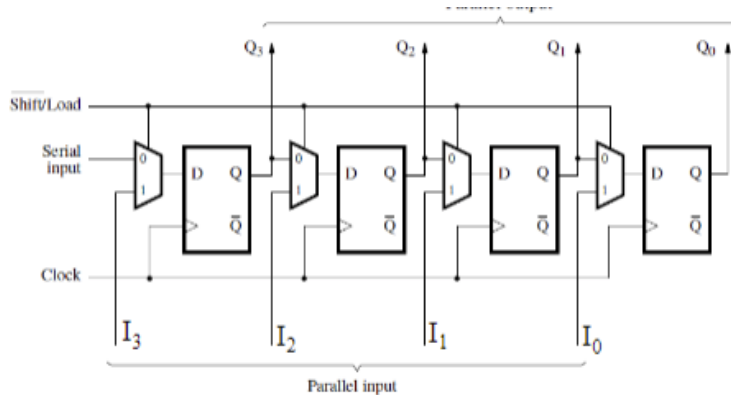 Q3 Q2 Q1 Q0
Shift/Load
Serial input
0 0 0 0
D Q D Q D Q D Q
1 1 1 1
Q̅ Q̅ Q̅ Q̅
Clock
I3 I2 I1 I0
Parallel input